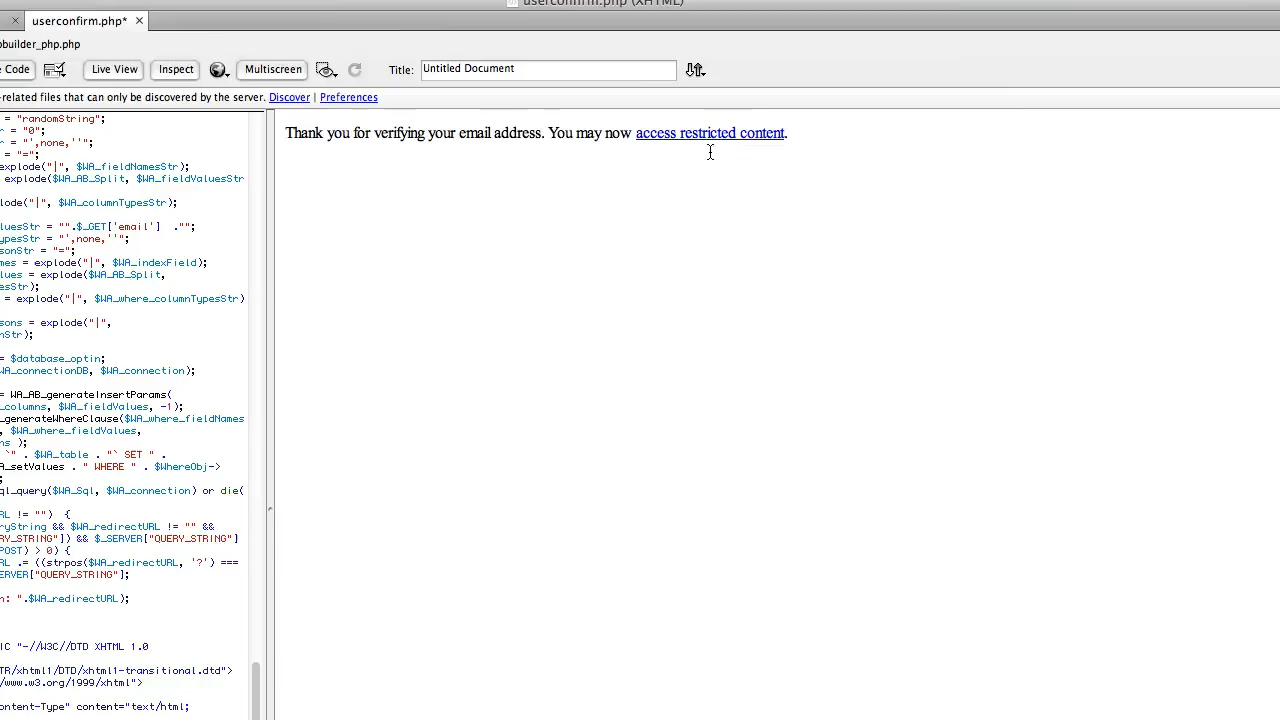 userconfirm.php (XHTML)
× userconfirm.php* ×
obuilder_php.php
e Code Live View Inspect Multiscreen Title: Untitled Document
-related files that can only be discovered by the server. Discover | Preferences
= "randomString";
r = "0";
r = "',none,''";
= "=";
explode("|", $WA_fieldNamesStr);
explode($WA_AB_Split, $WA_fieldValuesStr
lode("|", $WA_columnTypesStr);
luesStr = "".$_GET['email'] ."";
ypesStr = "',none,''";
sonStr = "=";
mes = explode("|", $WA_indexField);
lues = explode($WA_AB_Split,
esStr);
= explode("|", $WA_where_columnTypesStr)
sons = explode("|",
nStr);
= $database_optin;
WA_connectionDB, $WA_connection);
= WA_AB_generateInsertParams(
_columns, $WA_fieldValues, -1);
_generateWhereClause($WA_where_fieldNames
, $WA_where_fieldValues,
ns );
`" . $WA_table . "` SET " .
A_setValues . " WHERE " . $WhereObj->
;
ql_query($WA_Sql, $WA_connection) or die(
RL != "") {
ryString && $WA_redirectURL != "" &&
RY_STRING"]) && $_SERVER["QUERY_STRING"]
POST) > 0) {
RL .= ((strpos($WA_redirectURL, '?') ===
SERVER["QUERY_STRING"];
n: ".$WA_redirectURL);
IC "-//W3C//DTD XHTML 1.0
TR/xhtml1/DTD/xhtml1-transitional.dtd">
/www.w3.org/1999/xhtml">
ontent-Type" content="text/html;
Thank you for verifying your email address. You may now access restricted content.